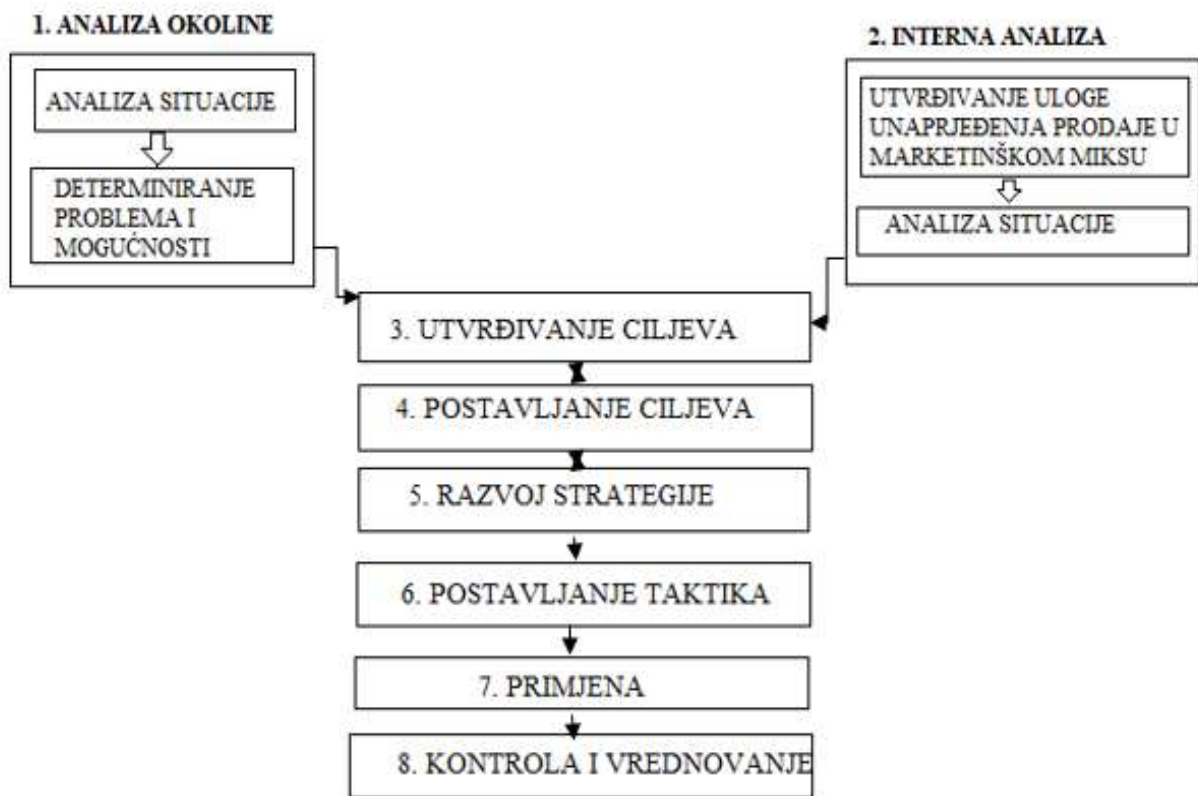 1. ANALIZA OKOLINE
ANALIZA SITUACIJE
DETERMINIRANJE
PROBLEMA I
MOGUĆNOSTI
2. INTERNA ANALIZA
UTVRĐIVANJE ULOGE
UNAPRJEĐENJA PRODAJE U
MARKETINŠKOM MIKSU
ANALIZA SITUACIJE
3. UTVRĐIVANJE CILJEVA
4. POSTAVLJANJE CILJEVA
5. RAZVOJ STRATEGIJE
6. POSTAVLJANJE TAKTIKA
7. PRIMJENA
8. KONTROLA I VREDNOVANJE